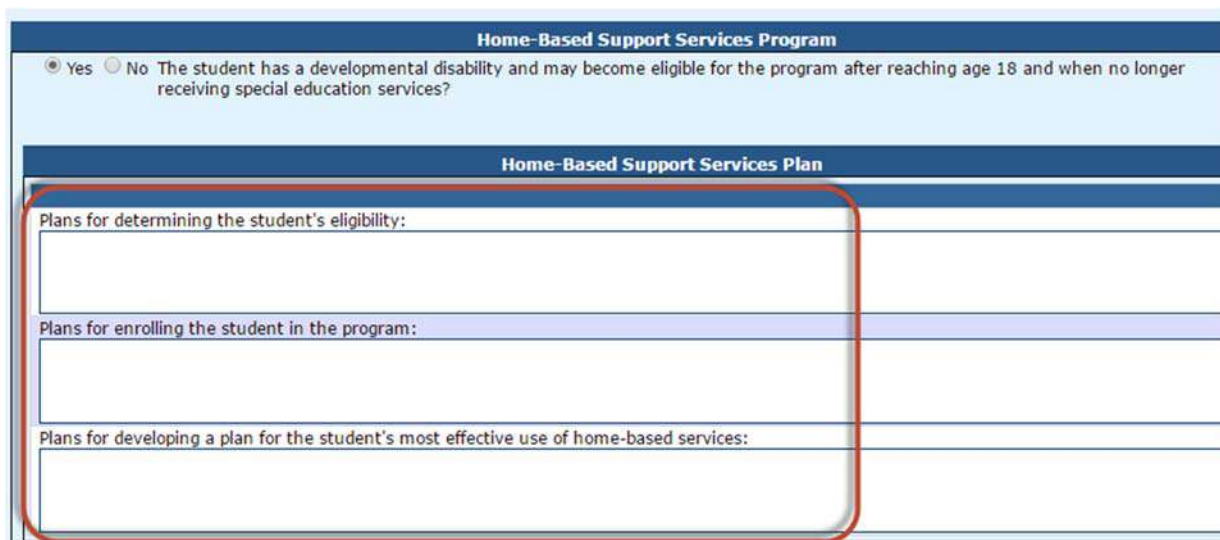 Home-Based Support Services Program
Yes No The student has a developmental disability and may become eligible for the program after reaching age 18 and when no longer
receiving special education services?
Home-Based Support Services Plan
Plans for determining the student's eligibility:
Plans for enrolling the student in the program:
Plans for developing a plan for the student's most effective use of home-based services: